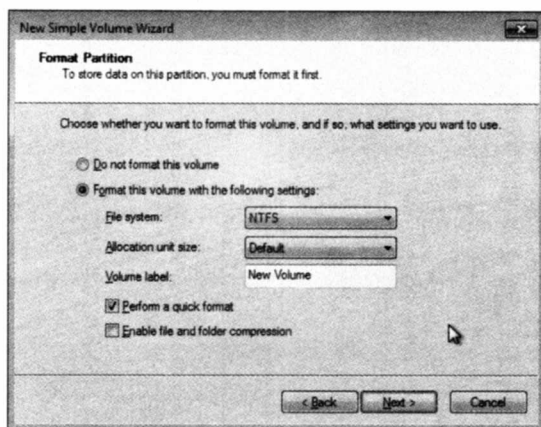 New Simple Volume Wizard
Format Partition
To store data on this partition, you must format it first.
Choose whether you want to format this volume, and if so, what settings you want to use.
Do not format this volume
Format this volume with the following settings:
File system: NTFS
Allocation unit size: Default
Volume label: New Volume
Perform a quick format
Enable file and folder compression
< Back Next > Cancel